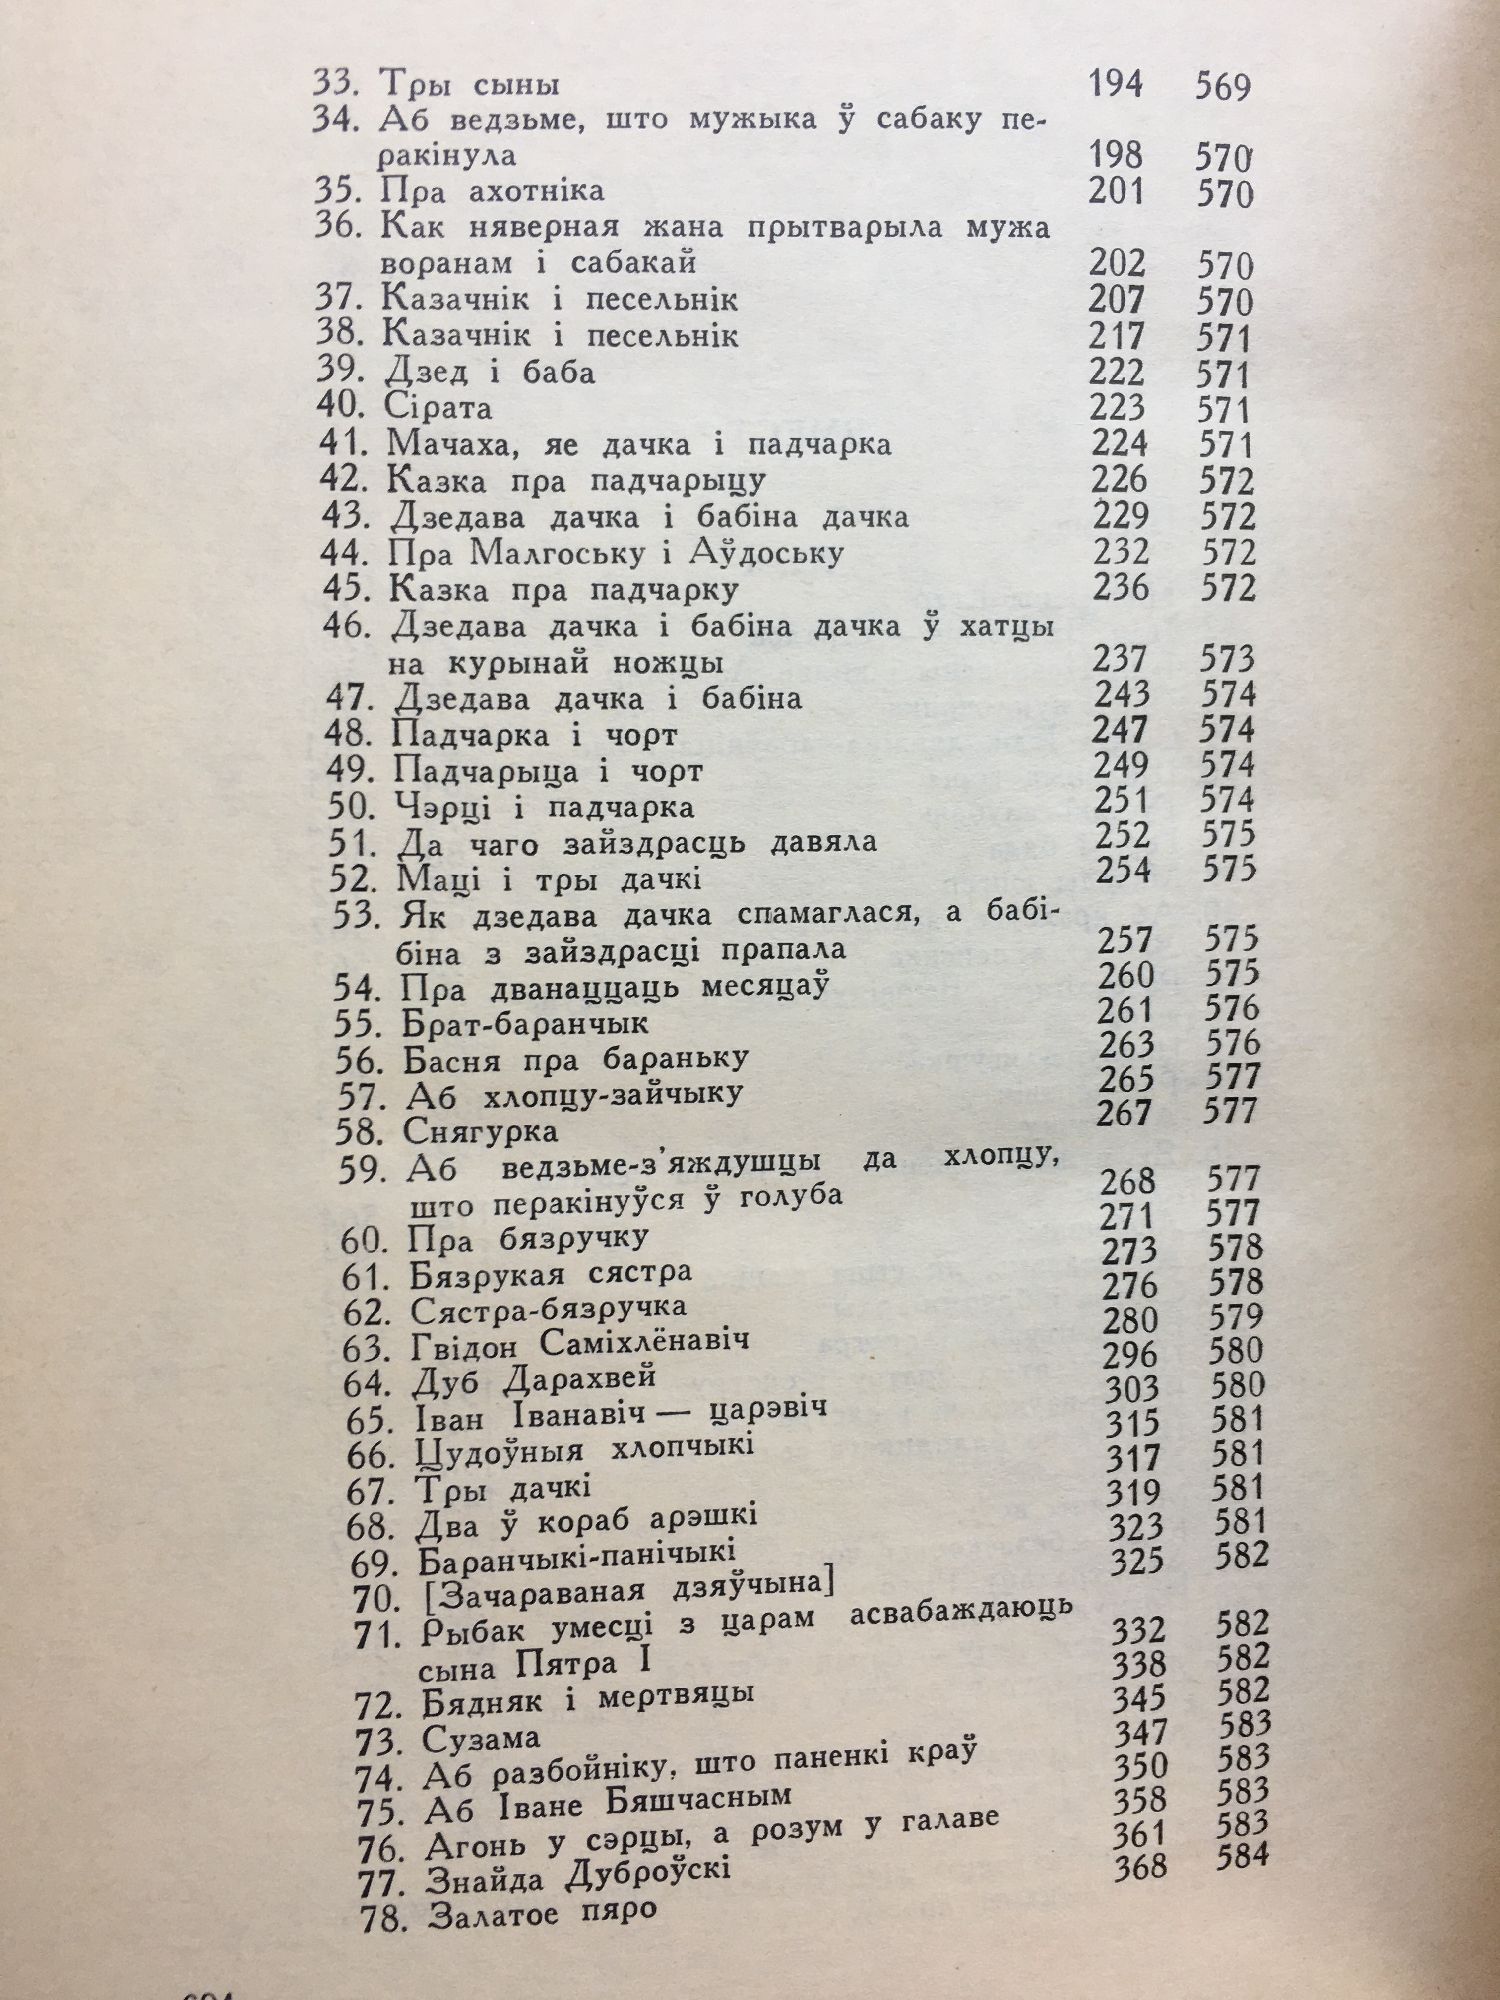 33. Тры сыны 194 569
34. Аб ведзьме, што мужыка ў сабаку пе-
ракінула 198 570
35. Пра ахотніка 201 570
36. Как няверная жана прытварыла мужа
воранам і сабакай 202 570
37. Казачнік і песельнік 207 570
38. Казачнік і песельнік 217 571
39. Дзед і баба 222 571
40. Сірата 223 571
41. Мачаха, яе дачка і падчарка 224 571
42. Казка пра падчарыцу 226 572
43. Дзедава дачка і бабіна дачка 229 572
44. Пра Малгоську і Аўдоську 232 572
45. Казка пра падчарку 236 572
46. Дзедава дачка і бабіна дачка ў хатцы
на курынай ножцы 237 573
47. Дзедава дачка і бабіна 243 574
48. Падчарка і чорт 247 574
49. Падчарыца і чорт 249 574
50. Чэрці і падчарка 251 574
51. Да чаго зайздрасць давяла 252 575
52. Маці і тры дачкі 254 575
53. Як дзедава дачка спамаглася, а бабі-
біна з зайздрасці прапала 257 575
54. Пра дванаццаць месяцаў 260 575
55. Брат-баранчык 261 576
56. Басня пра бараньку 263 576
57. Аб хлопцу-зайчыку 265 577
58. Снягурка 267 577
59. Аб ведзьме-з'яждушцы да хлопцу,
што перакінуўся ў голуба 268 577
60. Пра бязручку 271 577
61. Бязрукая сястра 273 578
62. Сястра-бязручка 276 578
63. Гвідон Саміхлёнавіч 280 579
64. Дуб Дарахвей 296 580
65. Іван Іванавіч — царэвіч 303 580
66. Цудоўныя хлопчыкі 315 581
67. Тры дачкі 317 581
68. Два ў кораб арэшкі 319 581
69. Баранчыкі-панічыкі 323 581
70. [Зачараваная дзяўчына] 325 582
71. Рыбак умесці з царам асвабаждаюць
сына Пятра I 332 582
72. Бядняк і мертвяцы 338 582
73. Сузама 345 582
74. Аб разбойніку, што паненкі краў 347 583
75. Аб Іване Бяшчасным 350 583
76. Агонь у сэрцы, а розум у галаве 358 583
77. Знайда Дуброўскі 361 583
78. Залатое пяро 368 584